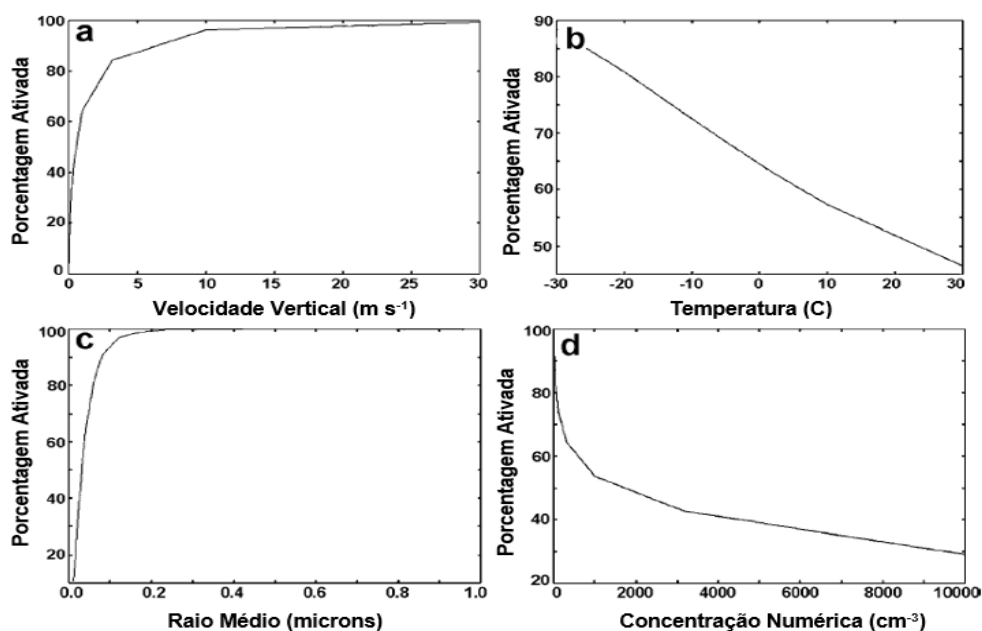 a
Porcentagem Ativada
100
80
60
40
20
0
0 5 10 15 20 25 30
Velocidade Vertical (m s⁻¹)
b
Porcentagem Ativada
90
85
80
70
60
50
-30 -20 -10 0 10 20 30
Temperatura (C)
c
Porcentagem Ativada
100
80
60
40
20
0.0 0.2 0.4 0.6 0.8 1.0
Raio Médio (microns)
d
Porcentagem Ativada
100
80
60
40
20
0 2000 4000 6000 8000 10000
Concentração Numérica (cm⁻³)